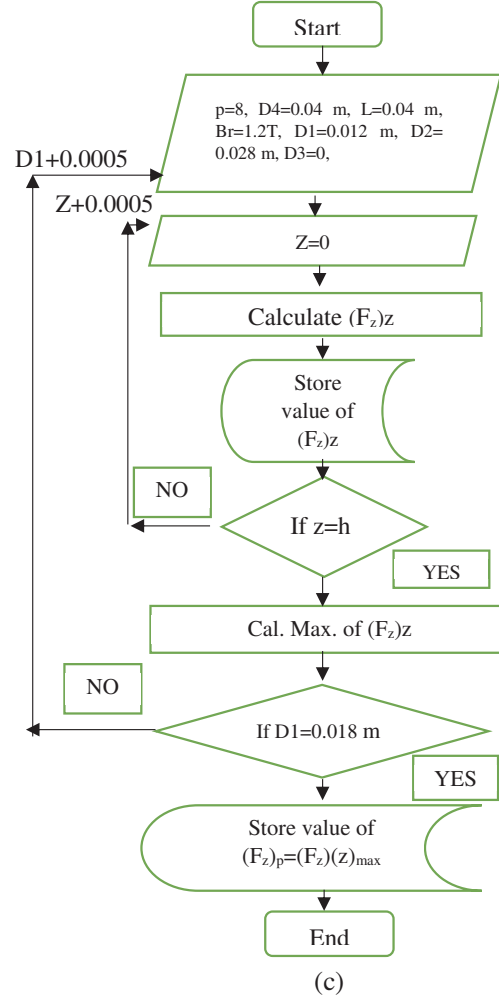 Start
p=8, D4=0.04 m, L=0.04 m,
Br=1.2T, D1=0.012 m, D2=
0.028 m, D3=0,
D1+0.0005
Z+0.0005
Z=0
Calculate (Fz)z
Store
value of
(Fz)z
NO
If z=h
YES
Cal. Max. of (Fz)z
NO
If D1=0.018 m
YES
Store value of
(Fz)p=(Fz)(z)max
End
(c)